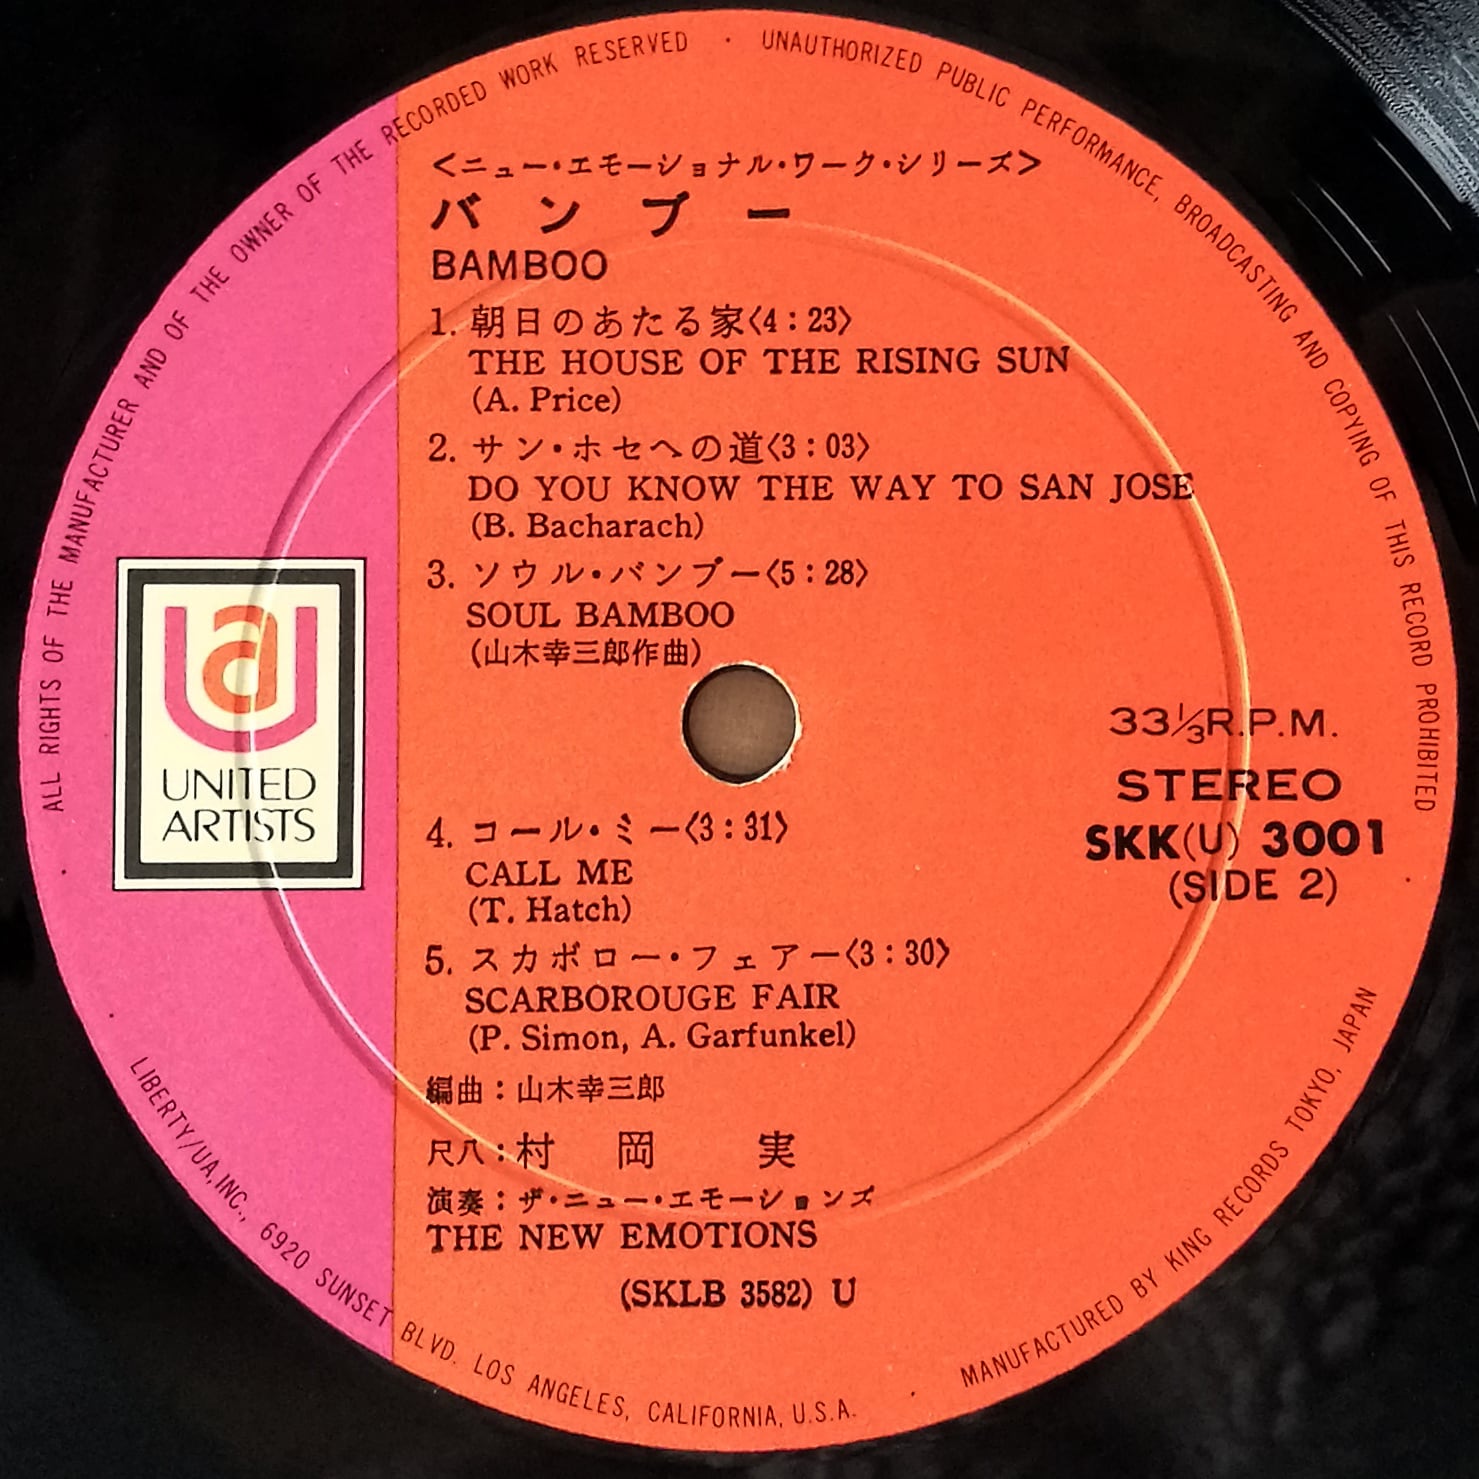 ALL RIGHTS OF THE MANUFACTURER AND OF THE OWNER OF THE RECORDED WORK RESERVED · UNAUTHORIZED PUBLIC PERFORMANCE, BROADCASTING AND COPYING OF THIS RECORD PROHIBITED
<ニュー・エモーショナル・ワーク・シリーズ>
バンブー
BAMBOO
1. 朝日のあたる家〈4:23〉
THE HOUSE OF THE RISING SUN
(A. Price)
2. サン・ホセへの道〈3:03〉
DO YOU KNOW THE WAY TO SAN JOSE
(B. Bacharach)
3. ソウル・バンブー〈5:28〉
SOUL BAMBOO
(山木幸三郎作曲)
ua
UNITED
ARTISTS
33⅓R.P.M.
STEREO
SKK(U) 3001
(SIDE 2)
4. コール・ミー〈3:31〉
CALL ME
(T. Hatch)
5. スカボロー・フェアー〈3:30〉
SCARBOROUGE FAIR
(P. Simon, A. Garfunkel)
編曲:山木幸三郎
尺八:村岡実
演奏:ザ・ニュー・エモーションズ
THE NEW EMOTIONS
(SKLB 3582) U
LIBERTY/UA,INC., 6920 SUNSET BLVD. LOS ANGELES, CALIFORNIA, U.S.A. · MANUFACTURED BY KING RECORDS TOKYO, JAPAN